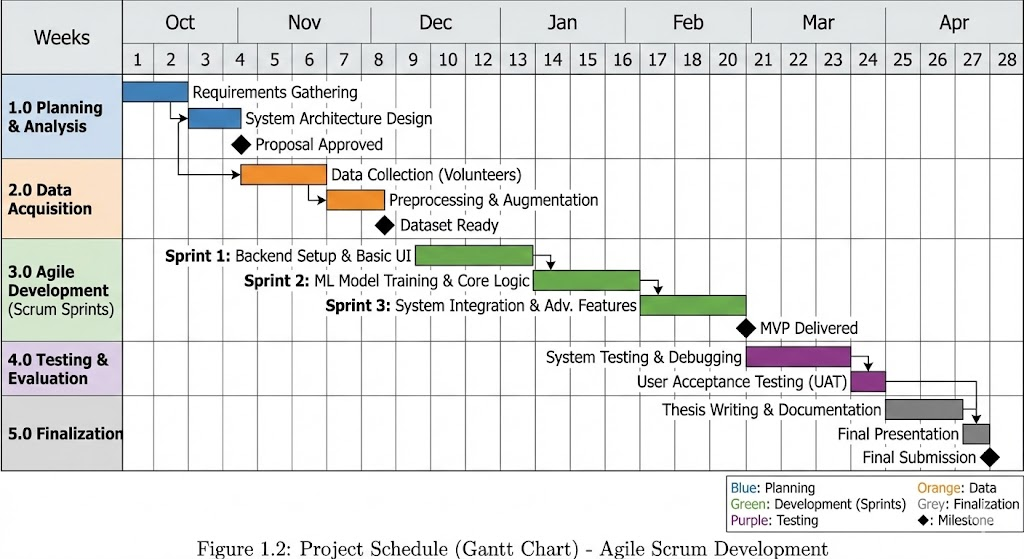 Weeks
Oct Nov Dec Jan Feb Mar Apr
1 2 3 4 5 6 7 8 9 10 12 13 14 15 16 17 18 19 20 21 22 23 24 25 26 27 28
1.0 Planning
& Analysis
Requirements Gathering
System Architecture Design
Proposal Approved
2.0 Data
Acquisition
Data Collection (Volunteers)
Preprocessing & Augmentation
Dataset Ready
3.0 Agile
Development
(Scrum Sprints)
Sprint 1: Backend Setup & Basic UI
Sprint 2: ML Model Training & Core Logic
Sprint 3: System Integration & Adv. Features
MVP Delivered
4.0 Testing &
Evaluation
System Testing & Debugging
User Acceptance Testing (UAT)
5.0 Finalization
Thesis Writing & Documentation
Final Presentation
Final Submission
Blue: Planning
Orange: Data
Green: Development (Sprints)
Grey: Finalization
Purple: Testing
◆: Milestone
Figure 1.2: Project Schedule (Gantt Chart) - Agile Scrum Development